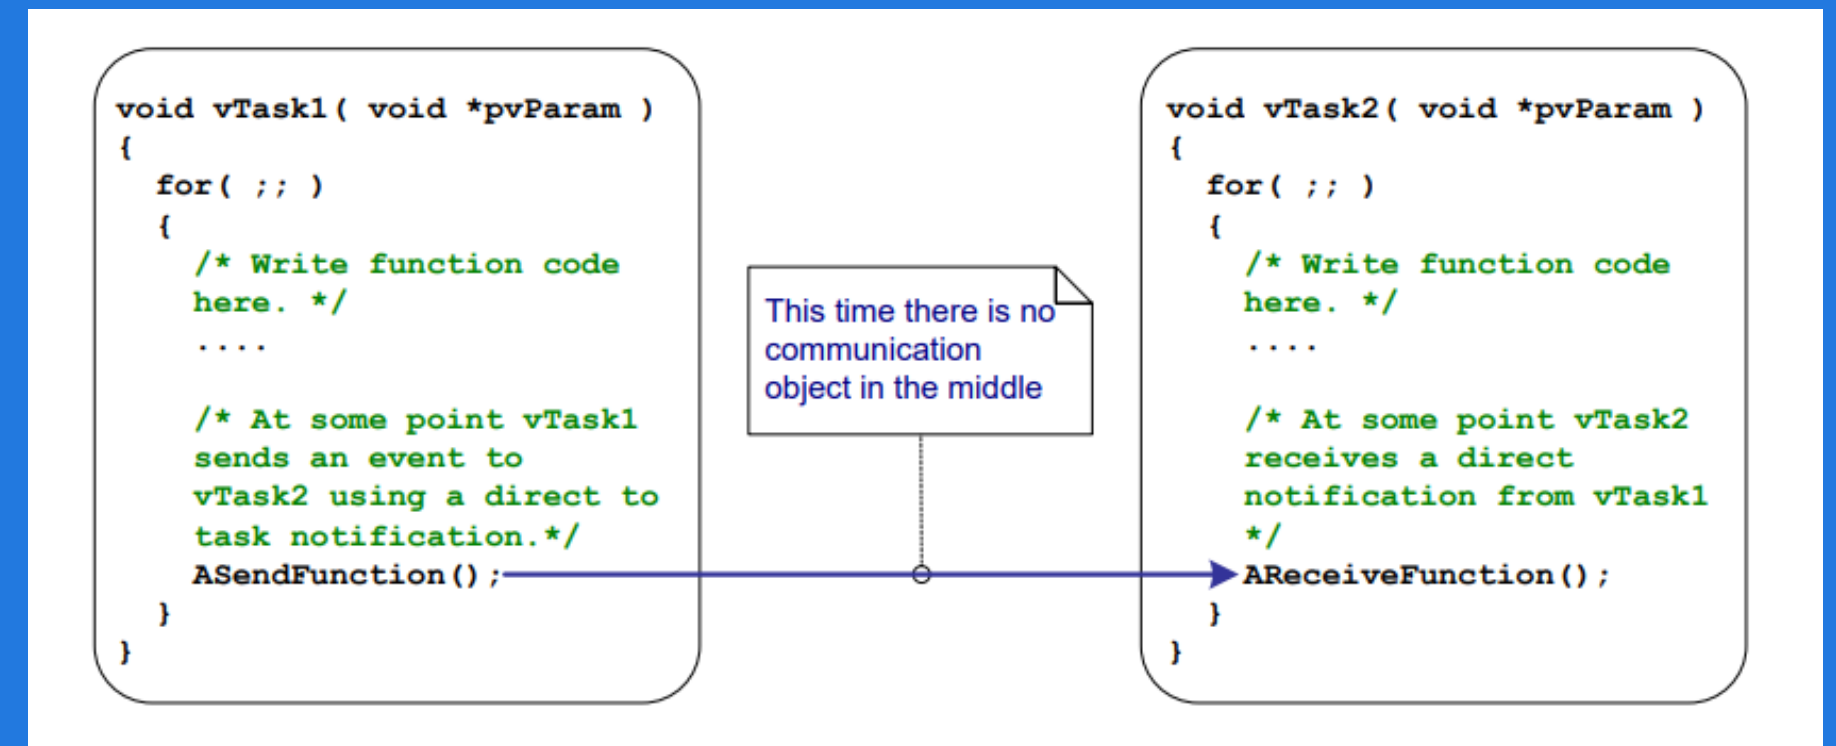 void vTask1( void *pvParam )
{
for( ;; )
{
/* Write function code
here. */
....
/* At some point vTask1
sends an event to
vTask2 using a direct to
task notification.*/
ASendFunction();
}
}
This time there is no
communication
object in the middle
void vTask2( void *pvParam )
{
for( ;; )
{
/* Write function code
here. */
....
/* At some point vTask2
receives a direct
notification from vTask1
*/
AReceiveFunction();
}
}